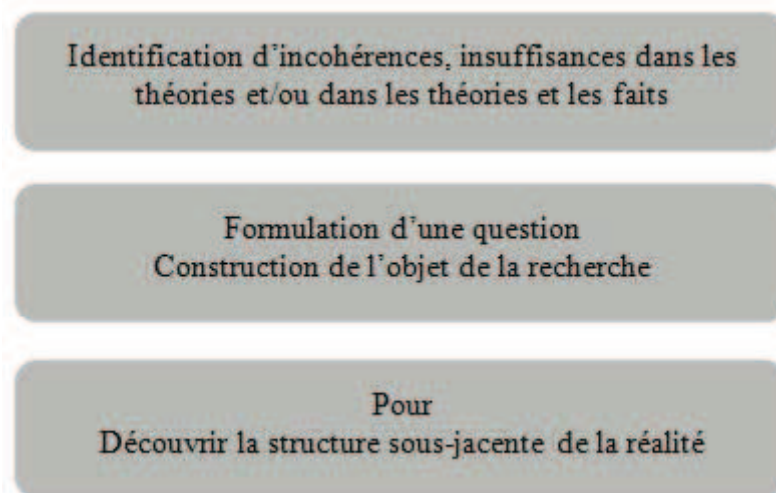 Identification d'incohérences, insuffisances dans les
théories et/ou dans les théories et les faits
Formulation d'une question
Construction de l'objet de la recherche
Pour
Découvrir la structure sous-jacente de la réalité